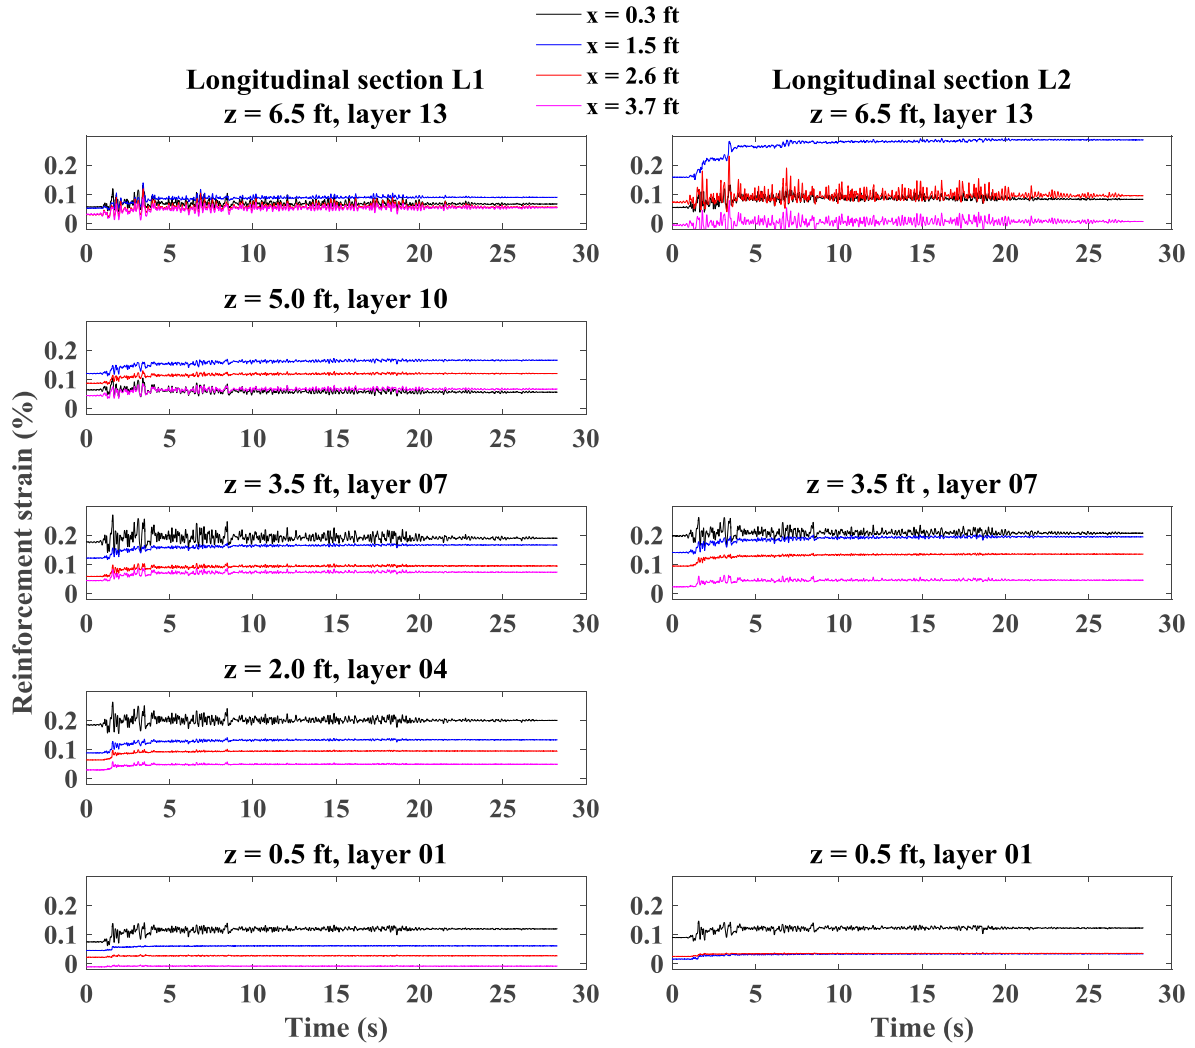 x = 0.3 ft
x = 1.5 ft
x = 2.6 ft
x = 3.7 ft
Longitudinal section L1
z = 6.5 ft, layer 13
0.2
0.1
0
0 5 10 15 20 25 30
Longitudinal section L2
z = 6.5 ft, layer 13
0.2
0.1
0
0 5 10 15 20 25 30
z = 5.0 ft, layer 10
0.2
0.1
0
0 5 10 15 20 25 30
z = 3.5 ft, layer 07
0.2
0.1
0
0 5 10 15 20 25 30
z = 3.5 ft , layer 07
0.2
0.1
0
0 5 10 15 20 25 30
z = 2.0 ft, layer 04
0.2
0.1
0
0 5 10 15 20 25 30
z = 0.5 ft, layer 01
0.2
0.1
0
0 5 10 15 20 25 30
Time (s)
z = 0.5 ft, layer 01
0.2
0.1
0
0 5 10 15 20 25 30
Time (s)
Reinforcement strain (%)